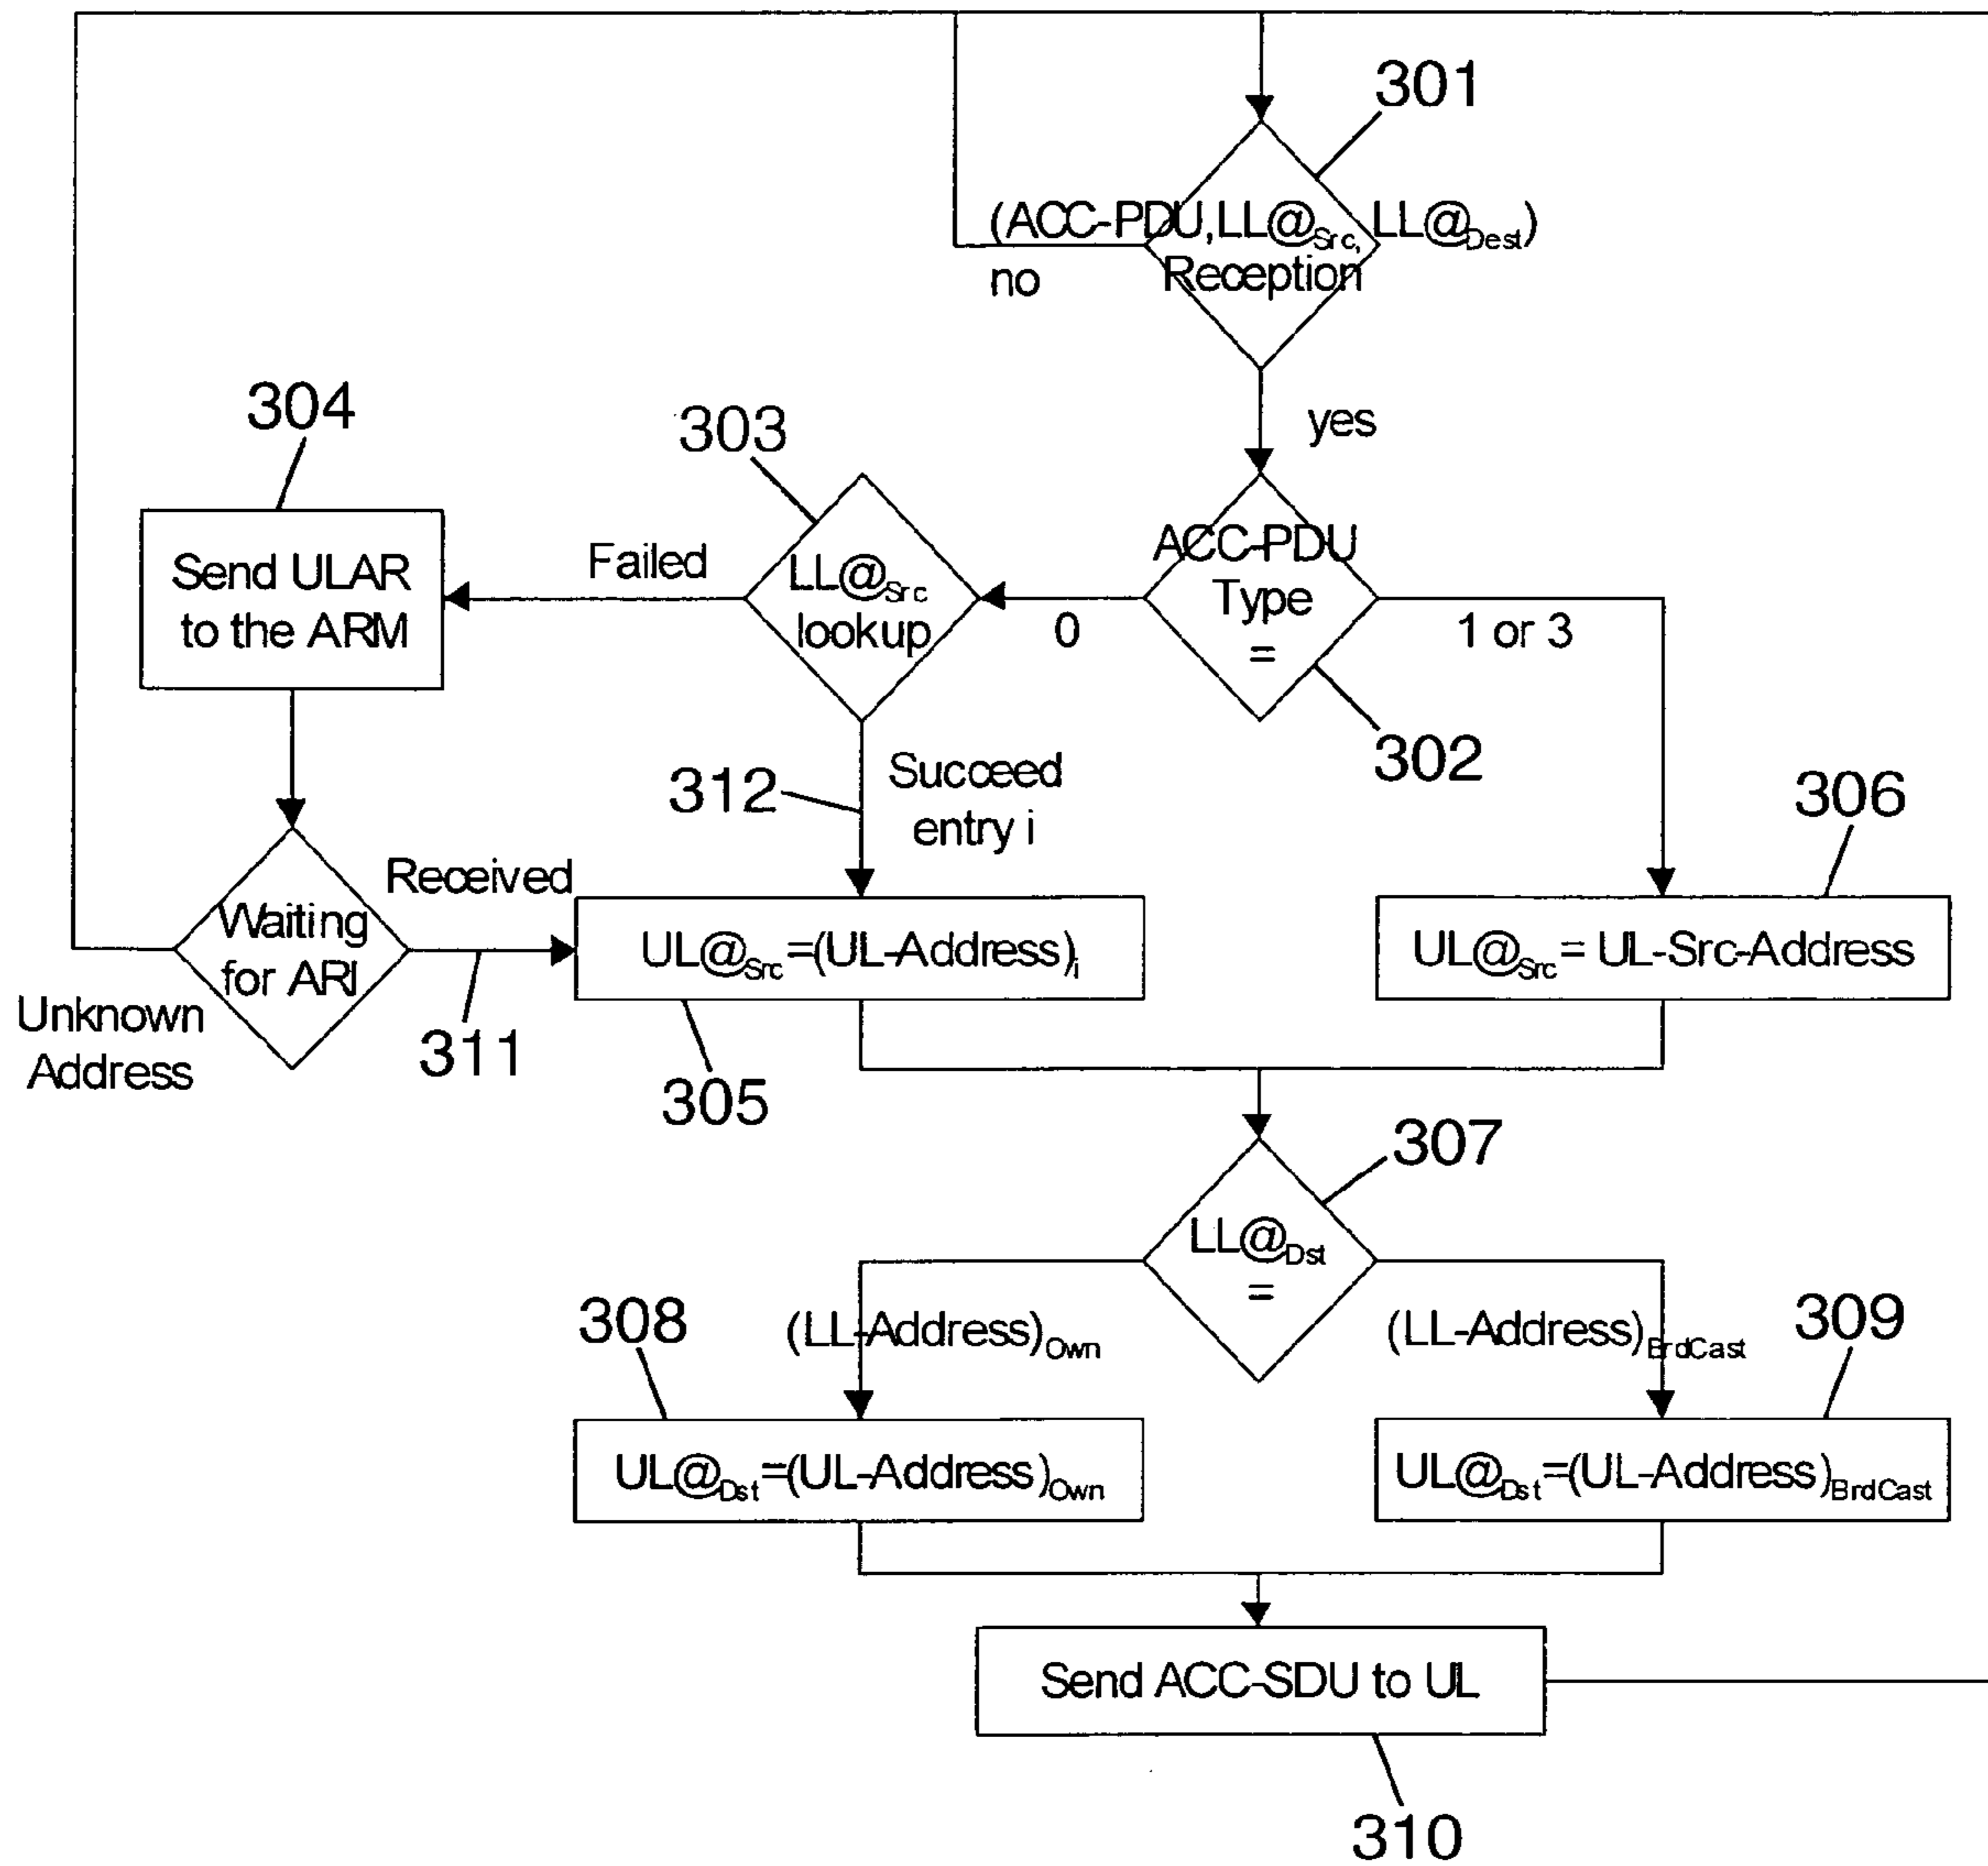 301
(ACC-PDU,LL@Src, LL@Dest)
no
Reception
yes
304
303
Send ULAR
to the ARM
Failed
LL@Src
lookup
0
ACC-PDU
Type
=
1 or 3
302
312
Succeed
entry i
306
Waiting
for ARI
Received
311
Unknown
Address
UL@Src=(UL-Address)i
305
UL@Src= UL-Src-Address
307
LL@Dst
=
308
(LL-Address)Own
(LL-Address)BrdCast
309
UL@Dst=(UL-Address)Own
UL@Dst=(UL-Address)BrdCast
Send ACC-SDU to UL
310